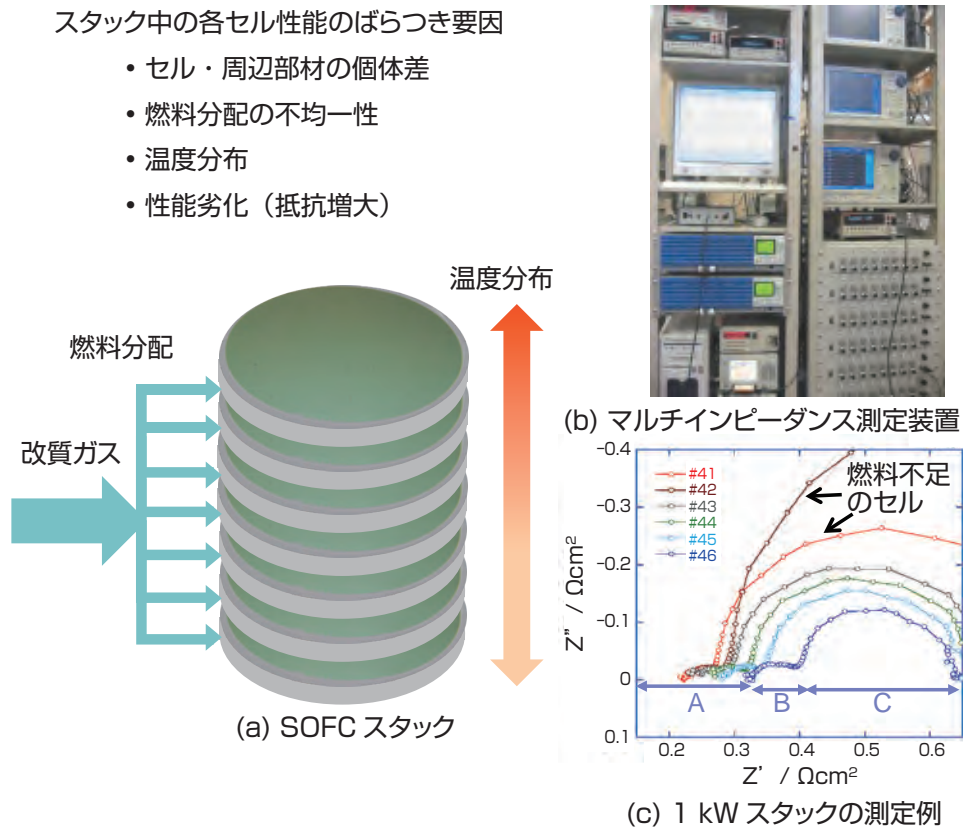 スタック中の各セル性能のばらつき要因
• セル・周辺部材の個体差
• 燃料分配の不均一性
• 温度分布
• 性能劣化（抵抗増大）
温度分布
燃料分配
改質ガス
(a) SOFC スタック
(b) マルチインピーダンス測定装置
-0.4
-0.3
-0.2
-0.1
0
0.1
Z" / Ωcm²
#41
#42
#43
#44
#45
#46
燃料不足
のセル
A
B
C
0.2
0.3
0.4
0.5
0.6
Z' / Ωcm²
(c) 1 kW スタックの測定例